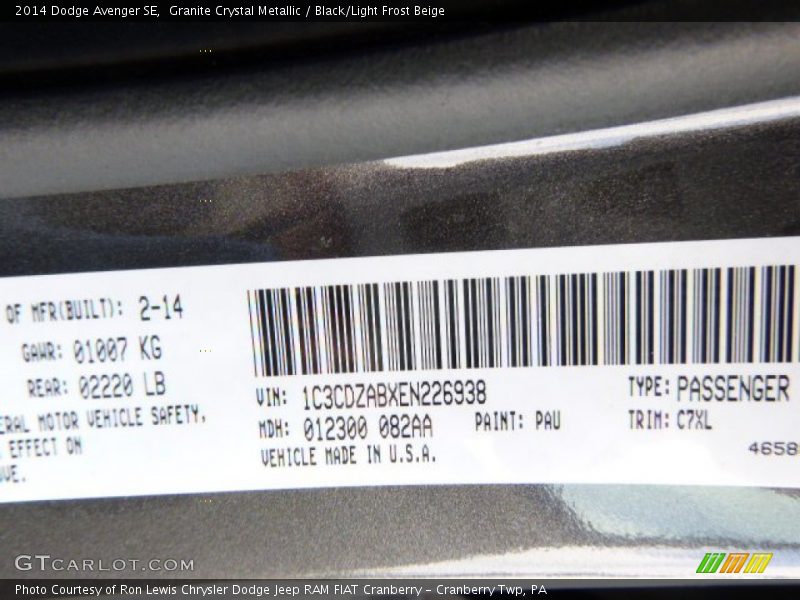 2014 Dodge Avenger SE, Granite Crystal Metallic / Black/Light Frost Beige
OF MFR(BUILT): 2-14
GAWR: 01007 KG
REAR: 02220 LB
ERAL MOTOR VEHICLE SAFETY,
EFFECT ON
OVE.
VIN: 1C3CDZABXEN226938
TYPE: PASSENGER
MDH: 012300 082AA
PAINT: PAU
TRIM: C7XL
VEHICLE MADE IN U.S.A.
4658
GTCARLOT.COM
Photo Courtesy of Ron Lewis Chrysler Dodge Jeep RAM FIAT Cranberry - Cranberry Twp, PA